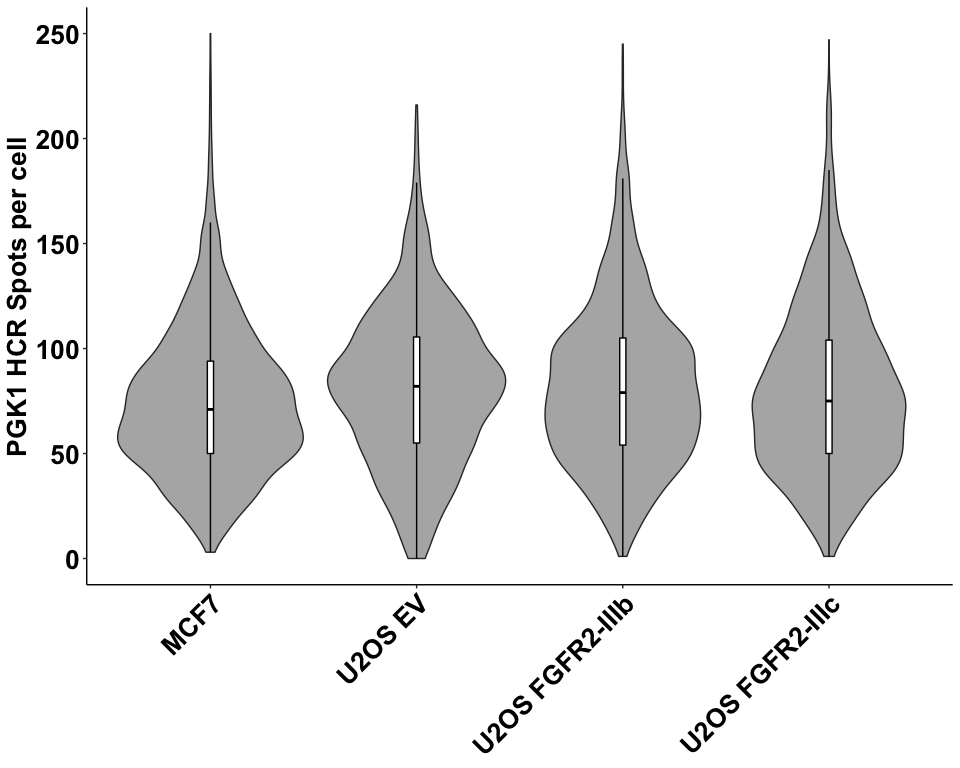 PGK1 HCR Spots per cell
250
200
150
100
50
0
MCF7
U2OS EV
U2OS FGFR2-IIIb
U2OS FGFR2-IIIc